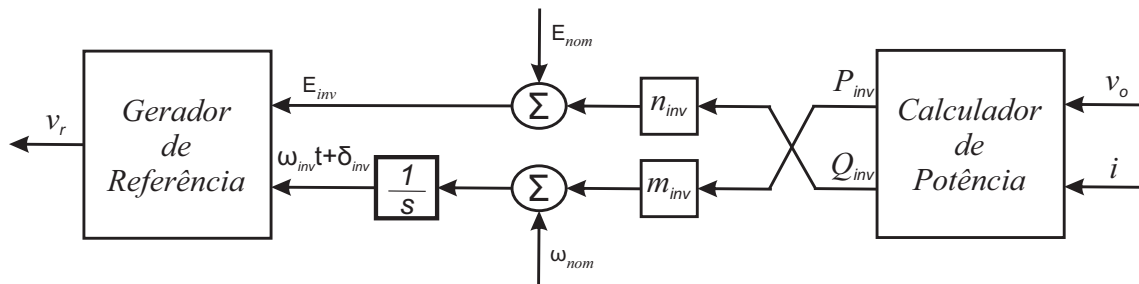 E_nom
v_r
Gerador
de
Referência
E_inv
ω_inv t+δ_inv
1
s
Σ
Σ
ω_nom
n_inv
m_inv
P_inv
Q_inv
Calculador
de
Potência
v_o
i